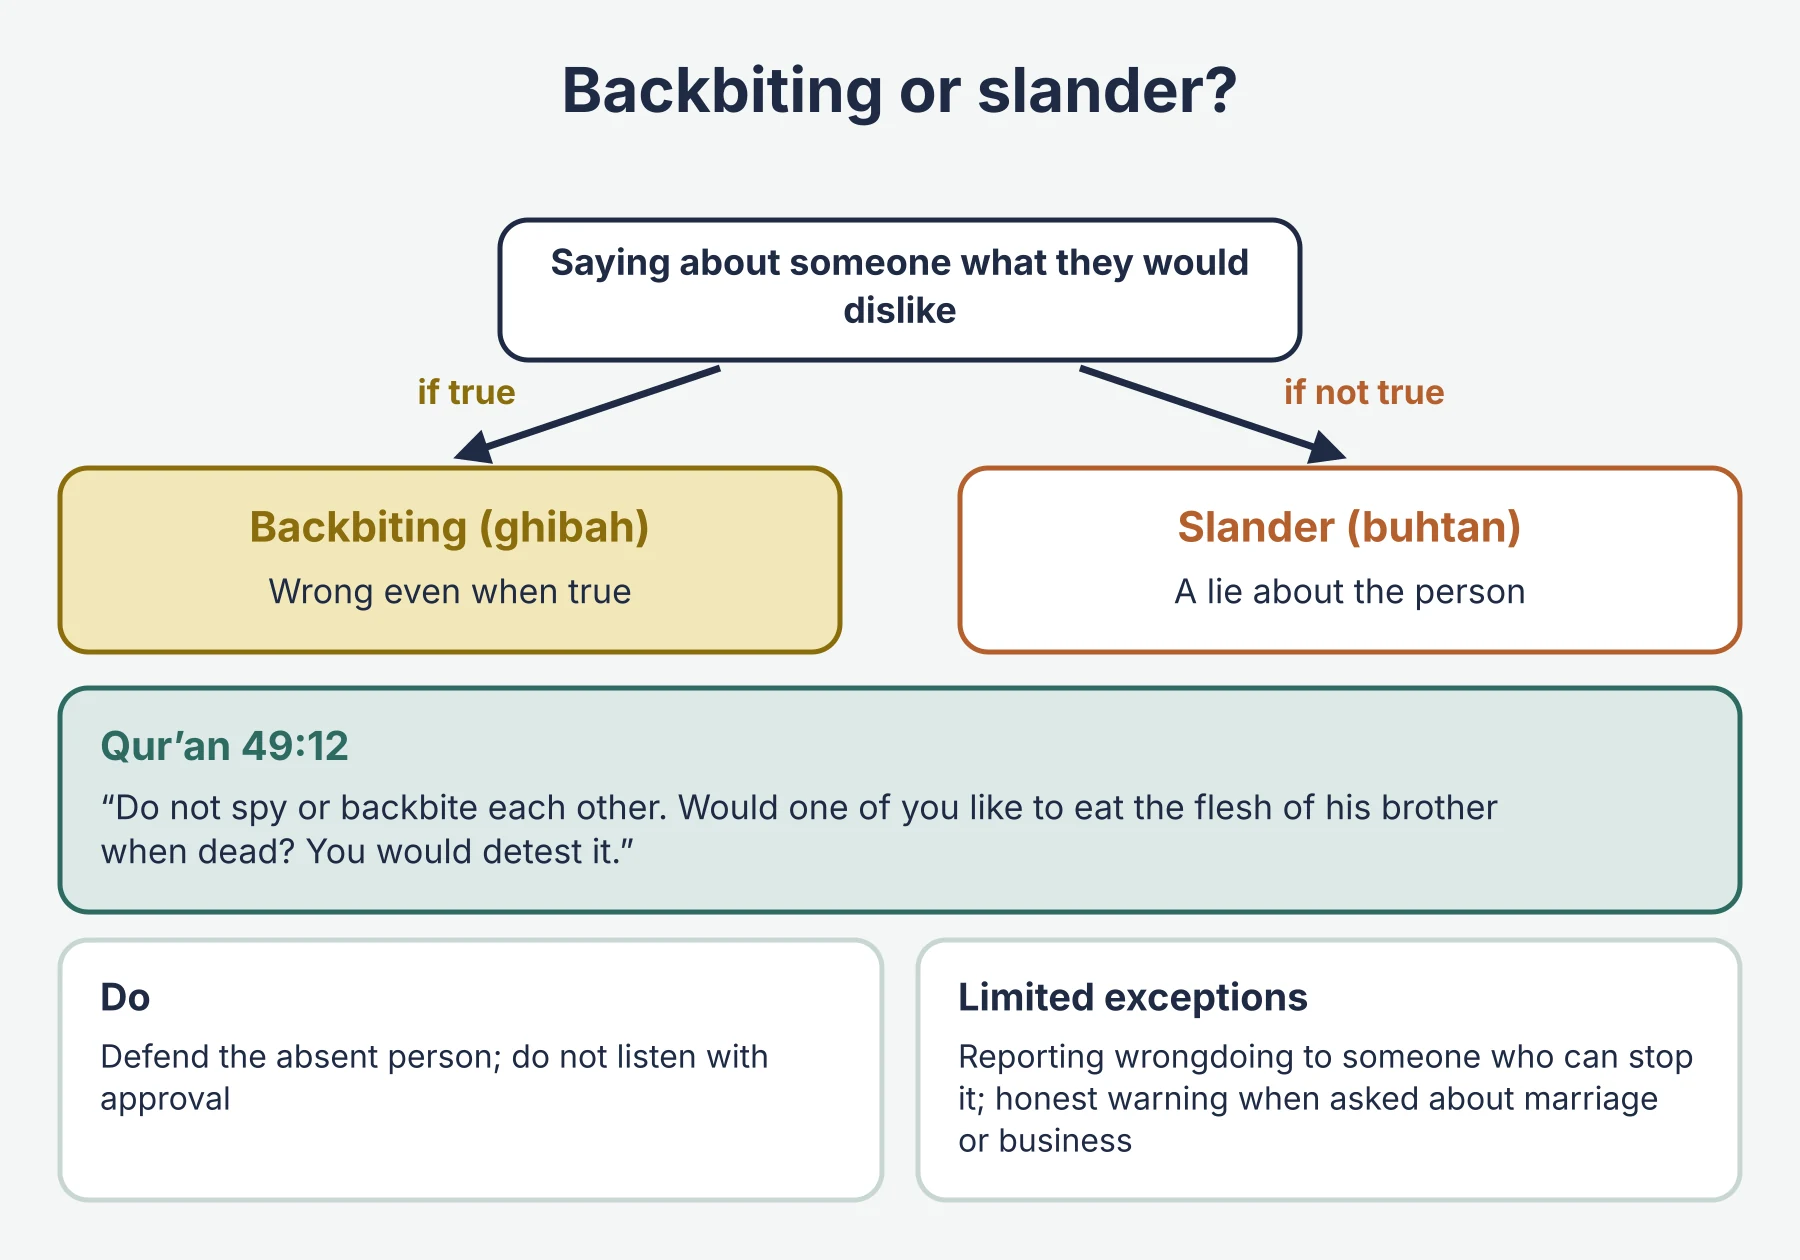 Backbiting or slander?
Saying about someone what they would
dislike
if true
if not true
Backbiting (ghibah)
Wrong even when true
Slander (buhtan)
A lie about the person
Qur’an 49:12
“Do not spy or backbite each other. Would one of you like to eat the flesh of his brother
when dead? You would detest it.”
Do
Defend the absent person; do not listen with
approval
Limited exceptions
Reporting wrongdoing to someone who can stop
it; honest warning when asked about marriage
or business